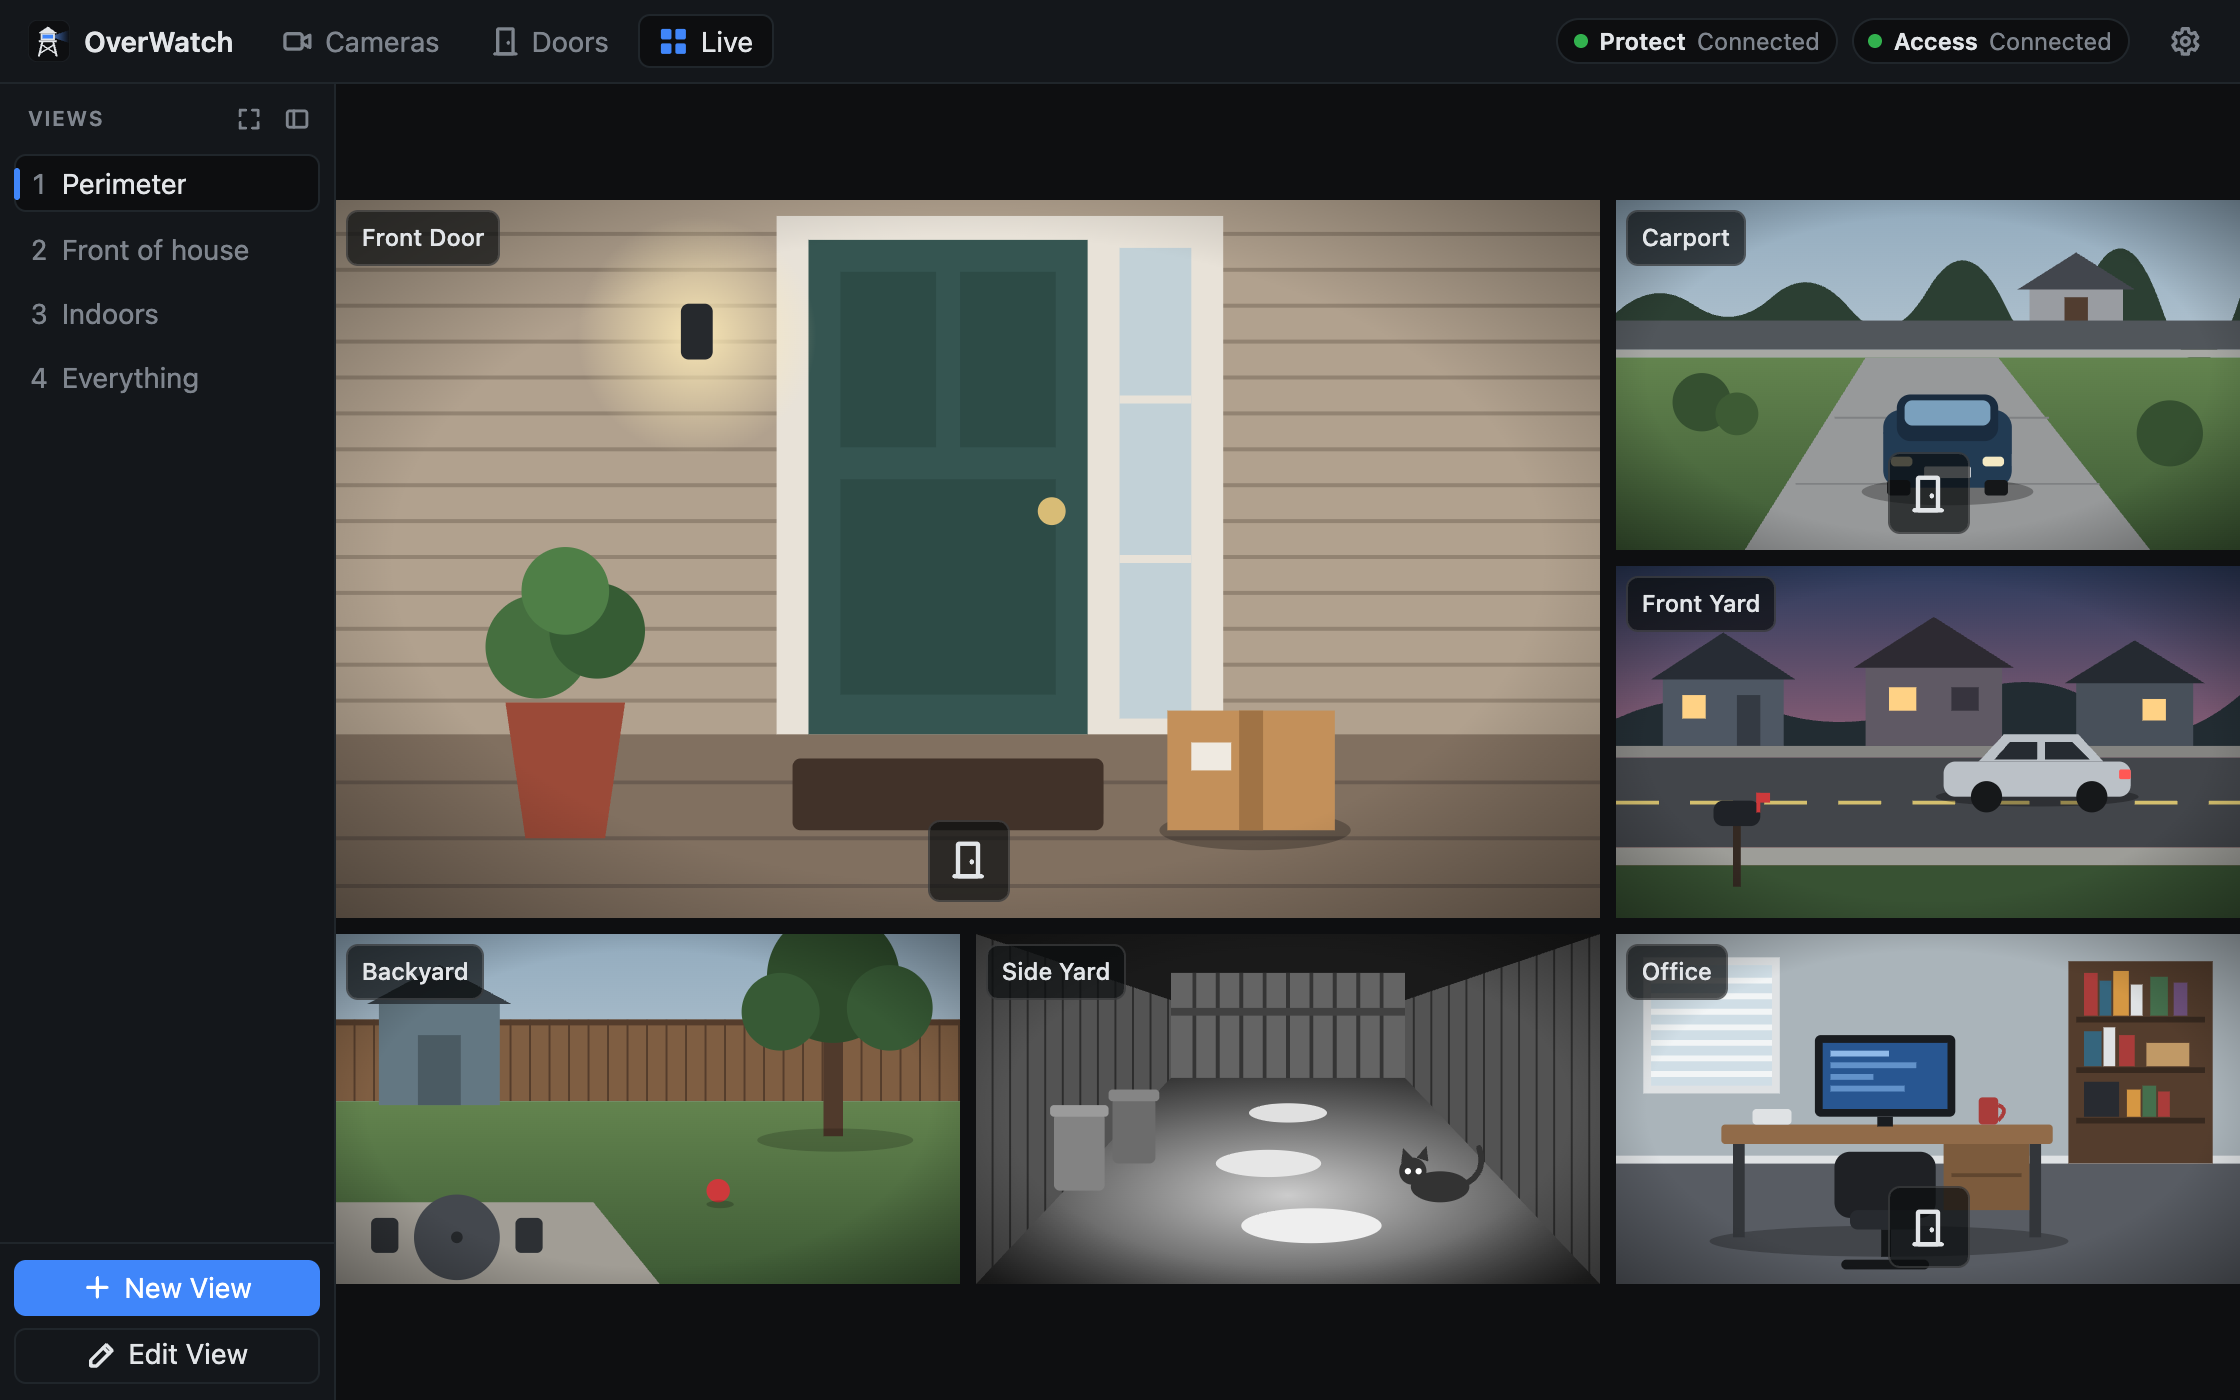 OverWatch
Cameras
Doors
Live
Protect Connected
Access Connected
VIEWS
1 Perimeter
2 Front of house
3 Indoors
4 Everything
New View
Edit View
Front Door
Carport
Front Yard
Backyard
Side Yard
Office